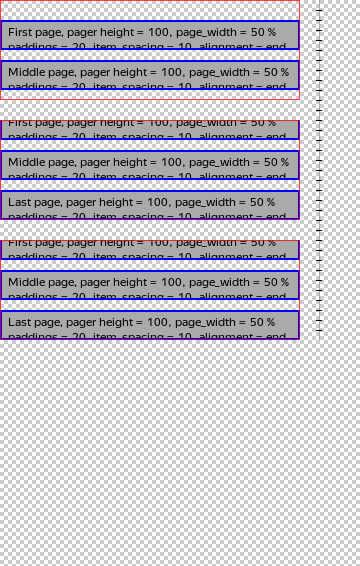 First page, pager height = 100, page_width = 50 %
paddings = 20, item_spacing = 10, alignment = end
Middle page, pager height = 100, page_width = 50 %
paddings = 20, item_spacing = 10, alignment = end
First page, pager height = 100, page_width = 50 %
paddings = 20, item_spacing = 10, alignment = end
Middle page, pager height = 100, page_width = 50 %
paddings = 20, item_spacing = 10, alignment = end
Last page, pager height = 100, page_width = 50 %
paddings = 20, item_spacing = 10, alignment = end
First page, pager height = 100, page_width = 50 %
paddings = 20, item_spacing = 10, alignment = end
Middle page, pager height = 100, page_width = 50 %
paddings = 20, item_spacing = 10, alignment = end
Last page, pager height = 100, page_width = 50 %
paddings = 20, item_spacing = 10, alignment = end